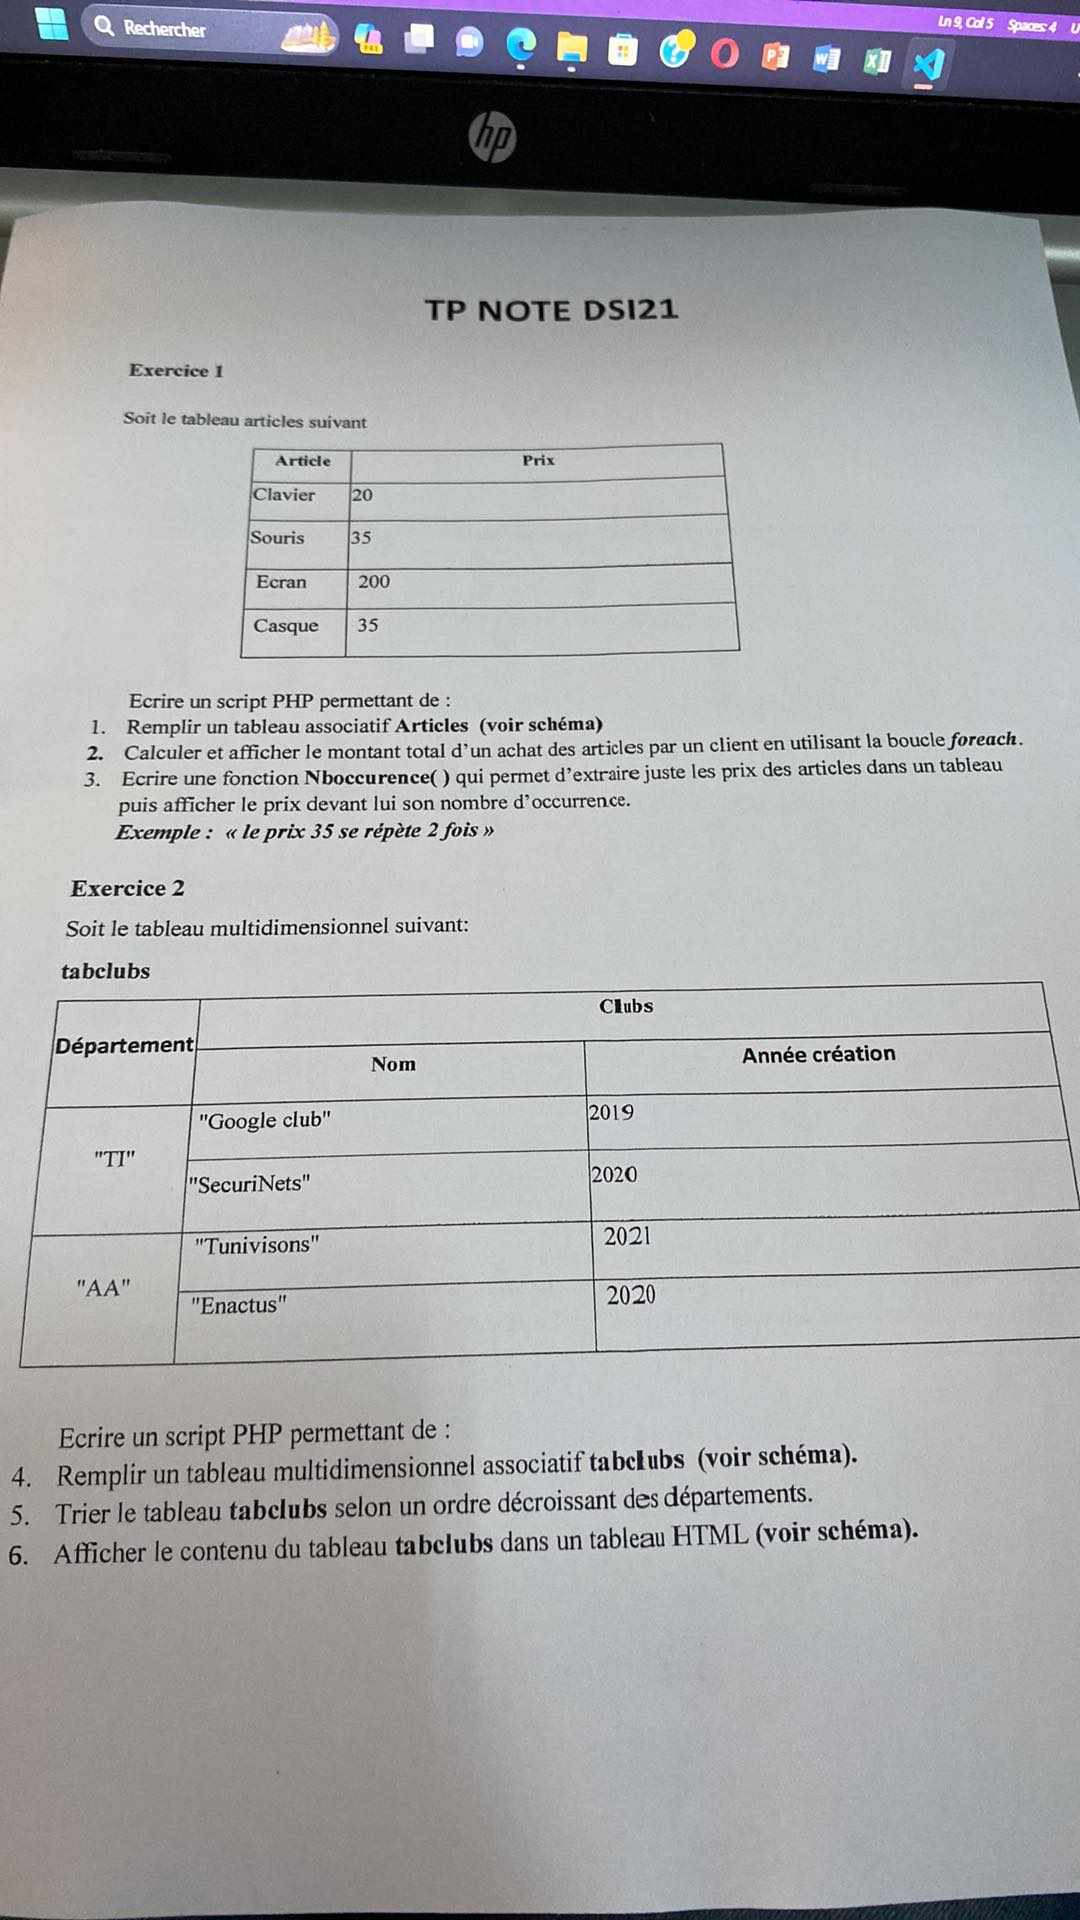 Rechercher
Ln 9, Col 5 Spaces: 4 U
hp
TP NOTE DSI21
Exercice 1
Soit le tableau articles suivant
Article Prix
Clavier 20
Souris 35
Ecran 200
Casque 35
Ecrire un script PHP permettant de :
1. Remplir un tableau associatif Articles (voir schéma)
2. Calculer et afficher le montant total d’un achat des articles par un client en utilisant la boucle foreach.
3. Ecrire une fonction Nboccurence( ) qui permet d’extraire juste les prix des articles dans un tableau
puis afficher le prix devant lui son nombre d’occurrence.
Exemple : « le prix 35 se répète 2 fois »
Exercice 2
Soit le tableau multidimensionnel suivant:
tabclubs
Clubs
Département
Nom Année création
"Google club" 2019
"TI"
"SecuriNets" 2020
"Tunivisons" 2021
"AA"
"Enactus" 2020
Ecrire un script PHP permettant de :
4. Remplir un tableau multidimensionnel associatif tabclubs (voir schéma).
5. Trier le tableau tabclubs selon un ordre décroissant des départements.
6. Afficher le contenu du tableau tabclubs dans un tableau HTML (voir schéma).